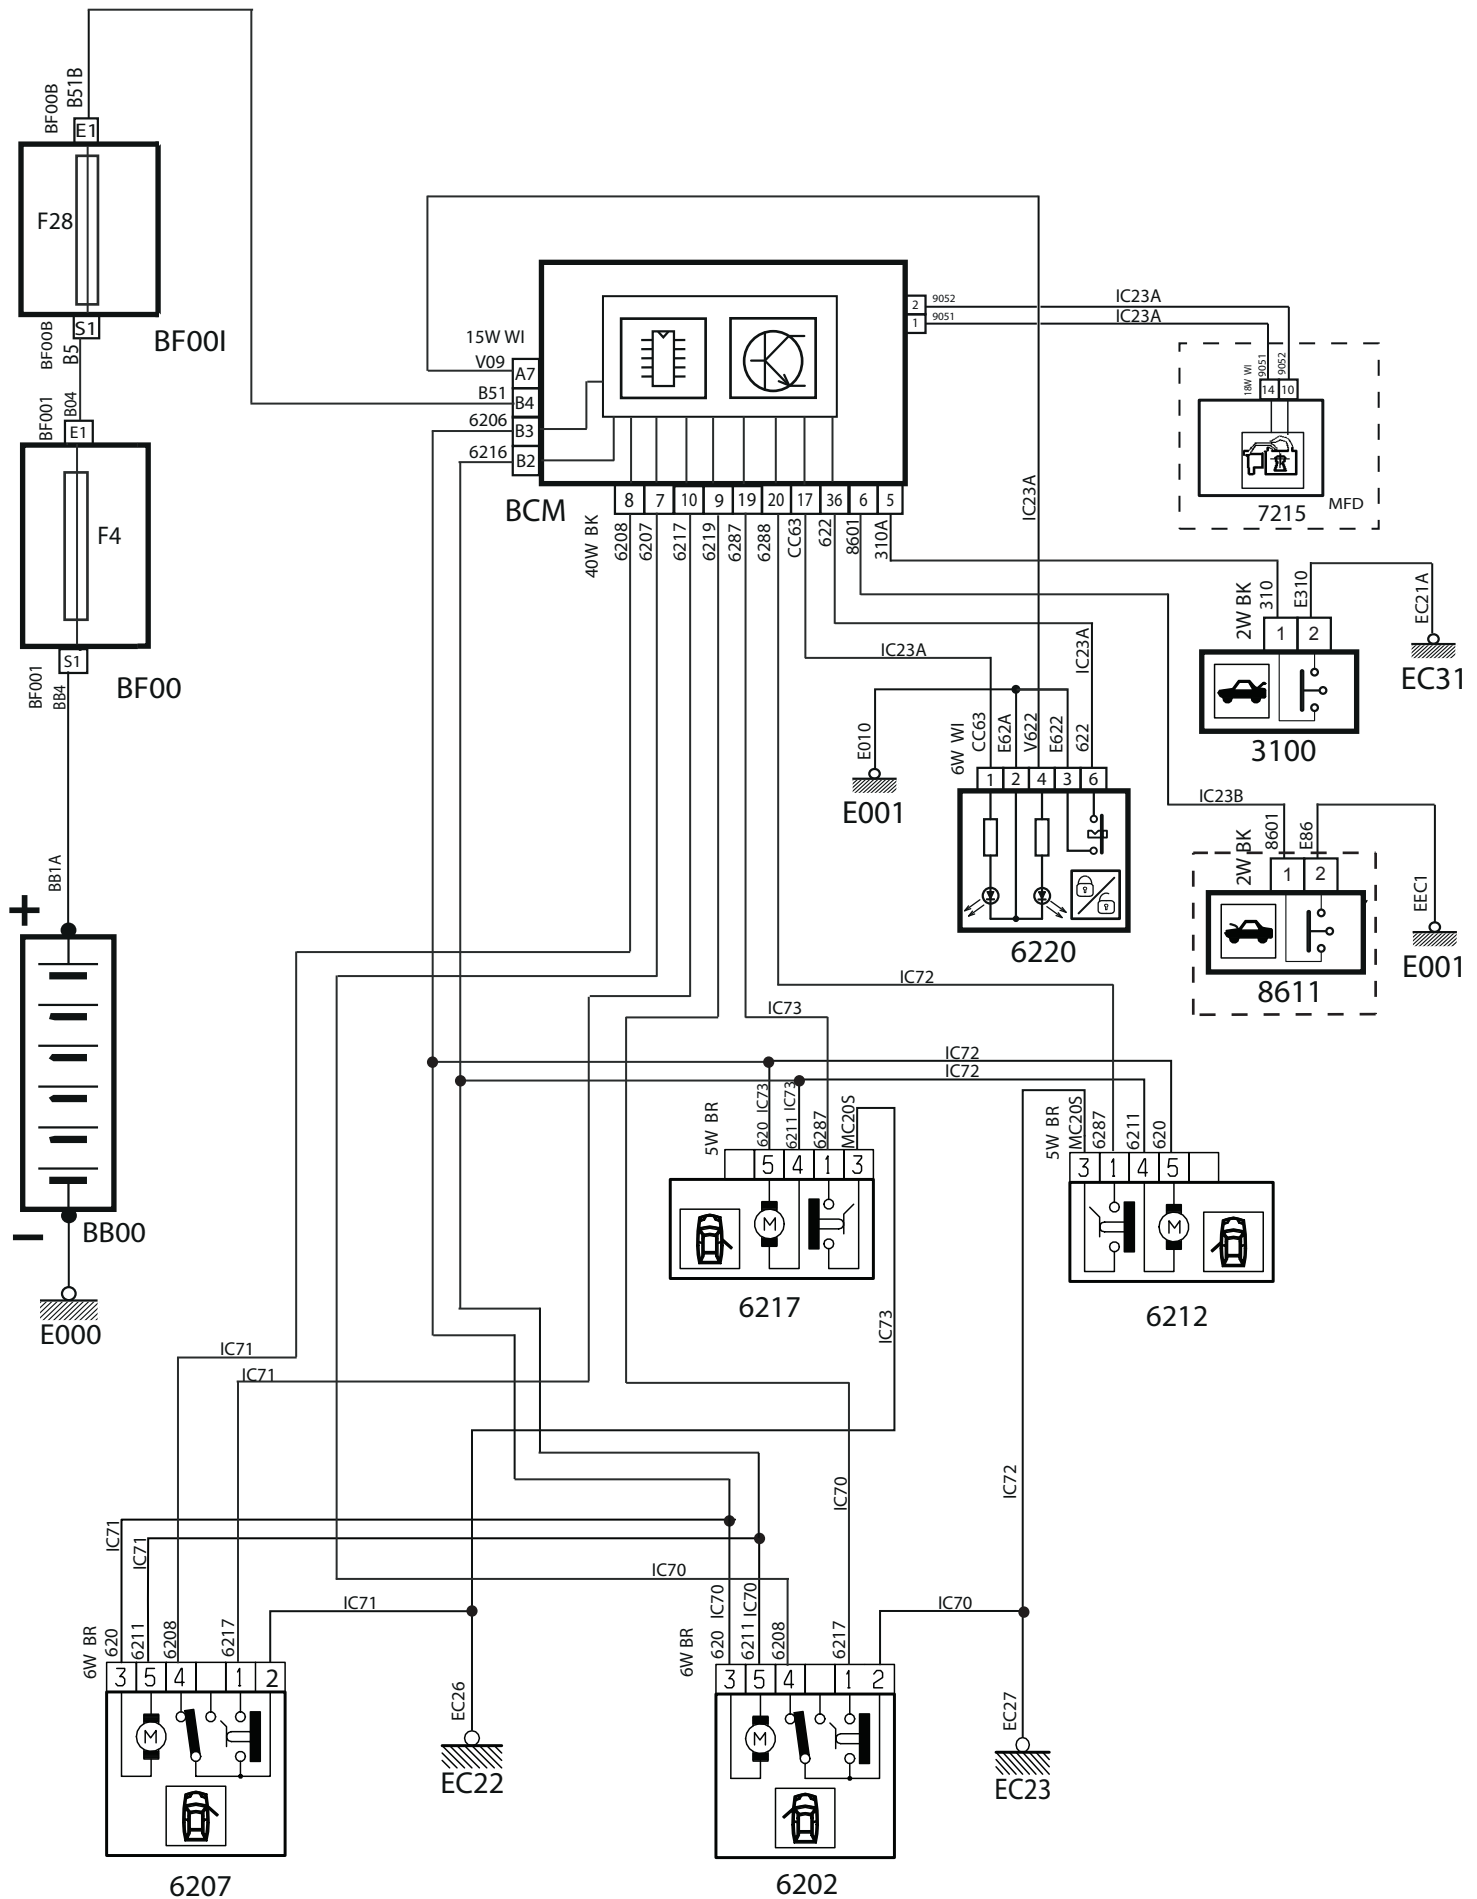 BF00B
B51B
E1
F28
S1
BF00B
B5
BF00I
BF001
B04
E1
F4
S1
BF001
BB4
BF00
BB1A
+
−
BB00
E000
15W WI
V09
A7
B51
B4
6206
B3
6216
B2
BCM
2
9052
1
9051
IC23A
IC23A
8
7
10
9
19
20
17
36
6
5
40W BK
6208
6207
6217
6219
6287
6288
CC63
622
8601
310A
IC23A
18W WI
9051
9052
14
10
7215
MFD
2W BK
310
E310
EC21A
1
2
EC31
3100
IC23A
IC23A
E010
E001
6W WI
CC63
E62A
V622
E622
622
1
2
4
3
6
6220
IC23B
2W BK
8601
E86
EEC1
1
2
E001
8611
IC72
IC73
IC72
IC72
5W BR
620
IC73
6211
IC73
6287
MC20S
5
4
1
3
M
6217
IC73
5W BR
MC20S
6287
6211
620
3
1
4
5
M
6212
IC72
IC71
IC71
IC70
IC71
IC71
IC70
IC71
IC70
6W BR
620
6211
6208
6217
3
5
4
1
2
M
6207
EC26
EC22
6W BR
620
IC70
6211
IC70
6208
6217
3
5
4
1
2
M
6202
EC27
EC23